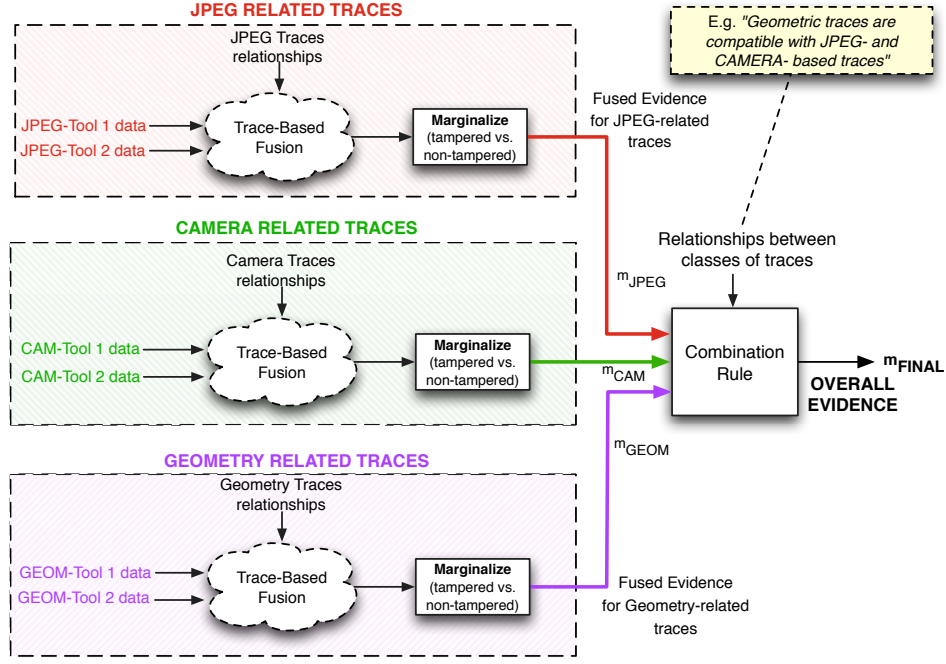 JPEG RELATED TRACES
JPEG Traces
relationships
JPEG-Tool 1 data
JPEG-Tool 2 data
Trace-Based
Fusion
Marginalize
(tampered vs.
non-tampered)
Fused Evidence
for JPEG-related
traces
E.g. "Geometric traces are
compatible with JPEG- and
CAMERA- based traces"
CAMERA RELATED TRACES
Camera Traces
relationships
CAM-Tool 1 data
CAM-Tool 2 data
Trace-Based
Fusion
Marginalize
(tampered vs.
non-tampered)
mJPEG
mCAM
mGEOM
Relationships between
classes of traces
Combination
Rule
mFINAL
OVERALL
EVIDENCE
GEOMETRY RELATED TRACES
Geometry Traces
relationships
GEOM-Tool 1 data
GEOM-Tool 2 data
Trace-Based
Fusion
Marginalize
(tampered vs.
non-tampered)
Fused Evidence
for Geometry-related
traces